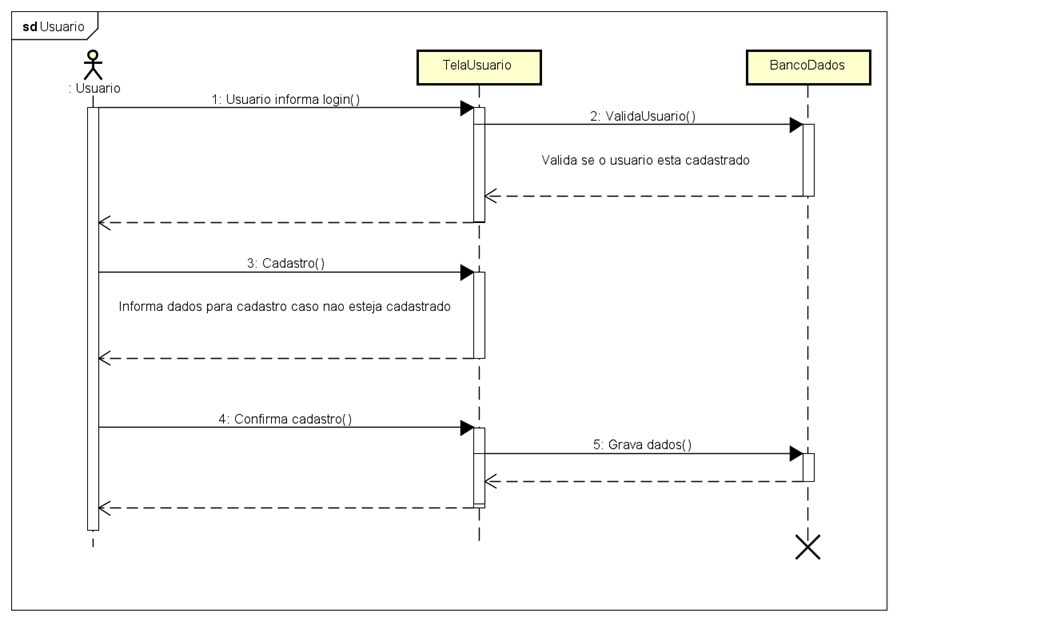 sd Usuario
: Usuario
TelaUsuario
BancoDados
1: Usuario informa login()
2: ValidaUsuario()
Valida se o usuario esta cadastrado
3: Cadastro()
Informa dados para cadastro caso nao esteja cadastrado
4: Confirma cadastro()
5: Grava dados()